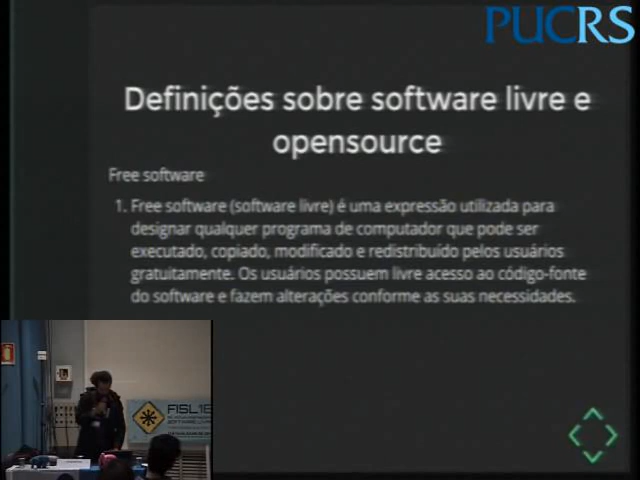 PUCRS
Definições sobre software livre e
opensource
Free software
1. Free software (software livre) é uma expressão utilizada para
designar qualquer programa de computador que pode ser
executado, copiado, modificado e redistribuído pelos usuários
gratuitamente. Os usuários possuem livre acesso ao código-fonte
do software e fazem alterações conforme as suas necessidades.
FISL16
SOFTWARE LIVRE